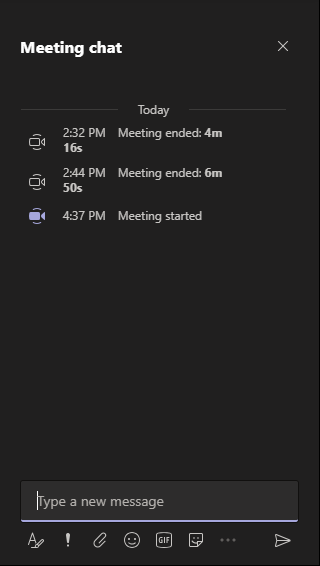 Meeting chat
Today
2:32 PM Meeting ended: 4m
16s
2:44 PM Meeting ended: 6m
50s
4:37 PM Meeting started
Type a new message
GIF